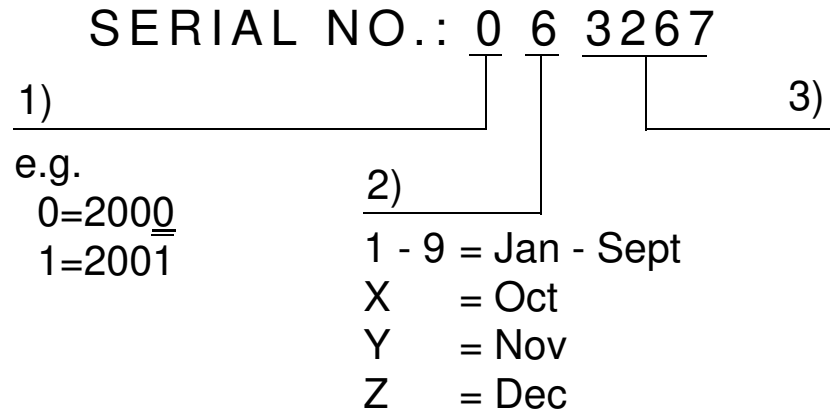 SERIAL NO.: 0 6 3267
1)
3)
e.g.
0=2000
1=2001
2)
1 - 9 = Jan - Sept
X = Oct
Y = Nov
Z = Dec